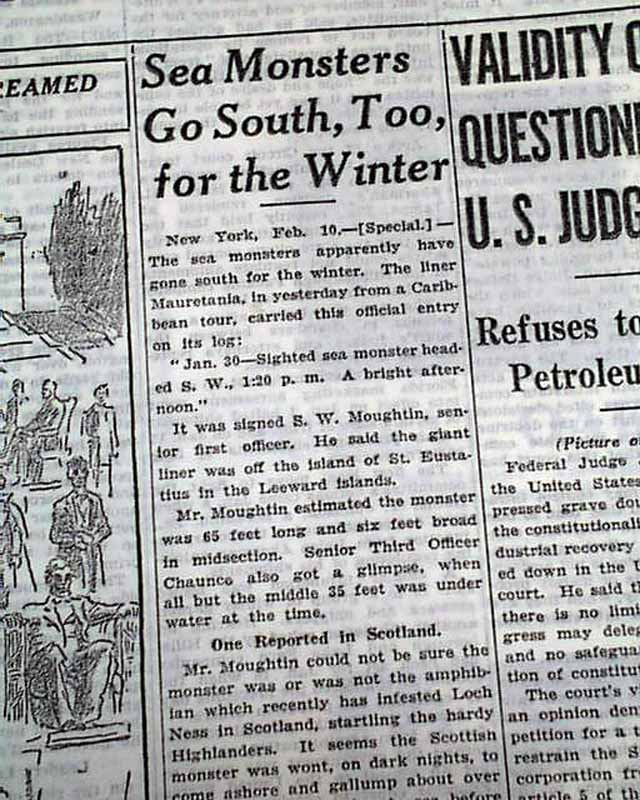 REAMED
Sea Monsters
Go South, Too,
for the Winter
New York, Feb. 10.—[Special.]—
The sea monsters apparently have
gone south for the winter. The liner
Mauretania, in yesterday from a Carib-
bean tour, carried this official entry
on its log:
"Jan. 30—Sighted sea monster head-
ed S. W., 1:20 p. m. A bright after-
noon."
It was signed S. W. Moughtin, sen-
ior first officer. He said the giant
liner was off the island of St. Eusta-
tius in the Leeward islands.
Mr. Moughtin estimated the monster
was 65 feet long and six feet broad
in midsection. Senior Third Officer
Chaunce also got a glimpse, when
all but the middle 35 feet was under
water at the time.
One Reported in Scotland.
Mr. Moughtin could not be sure the
monster was or was not the amphib-
ian which recently has infested Loch
Ness in Scotland, startling the hardy
Highlanders. It seems the Scottish
monster was wont, on dark nights, to
come ashore and gallump about over
before
VALIDITY O
QUESTION
U. S. JUDG
Refuses to
Petroleu
(Picture o
Federal Judge
the United States
pressed grave do
the constitutional
dustrial recovery
ed down in the U
court. He said t
there is no lim
gress may dele
and no safegua
tion of constitu
The court's v
an opinion den
petition for a t
restrain the S
corporation fr
article 5 of th